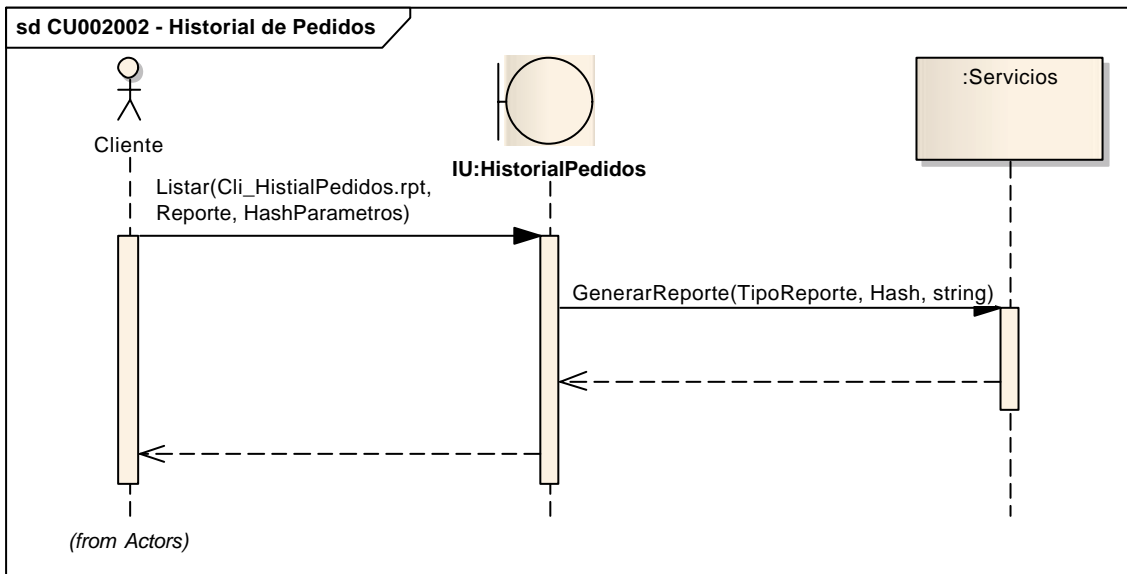 sd CU002002 - Historial de Pedidos
Cliente
IU:HistorialPedidos
:Servicios
Listar(Cli_HistialPedidos.rpt,
Reporte, HashParametros)
GenerarReporte(TipoReporte, Hash, string)
(from Actors)